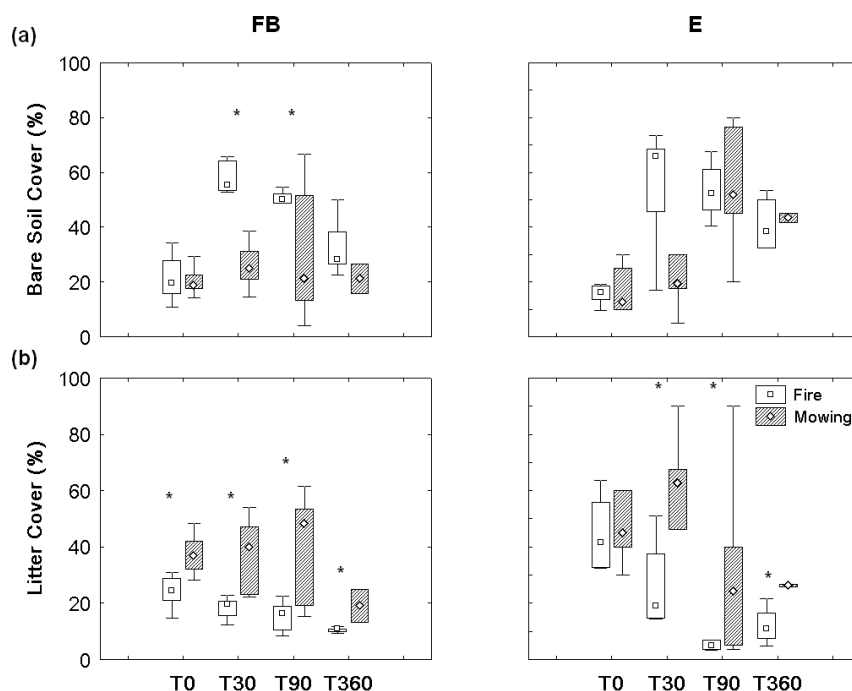 FB E
(a)
Bare Soil Cover (%)
100
80
60
40
20
0
* *
(b)
Litter Cover (%)
100
80
60
40
20
0
* * * *
* * *
Fire
Mowing
T0 T30 T90 T360
T0 T30 T90 T360